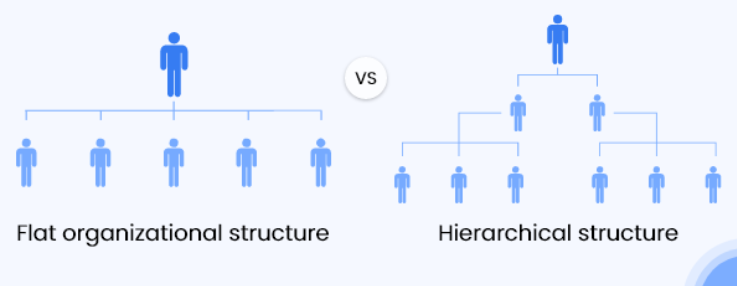 VS
Flat organizational structure
Hierarchical structure